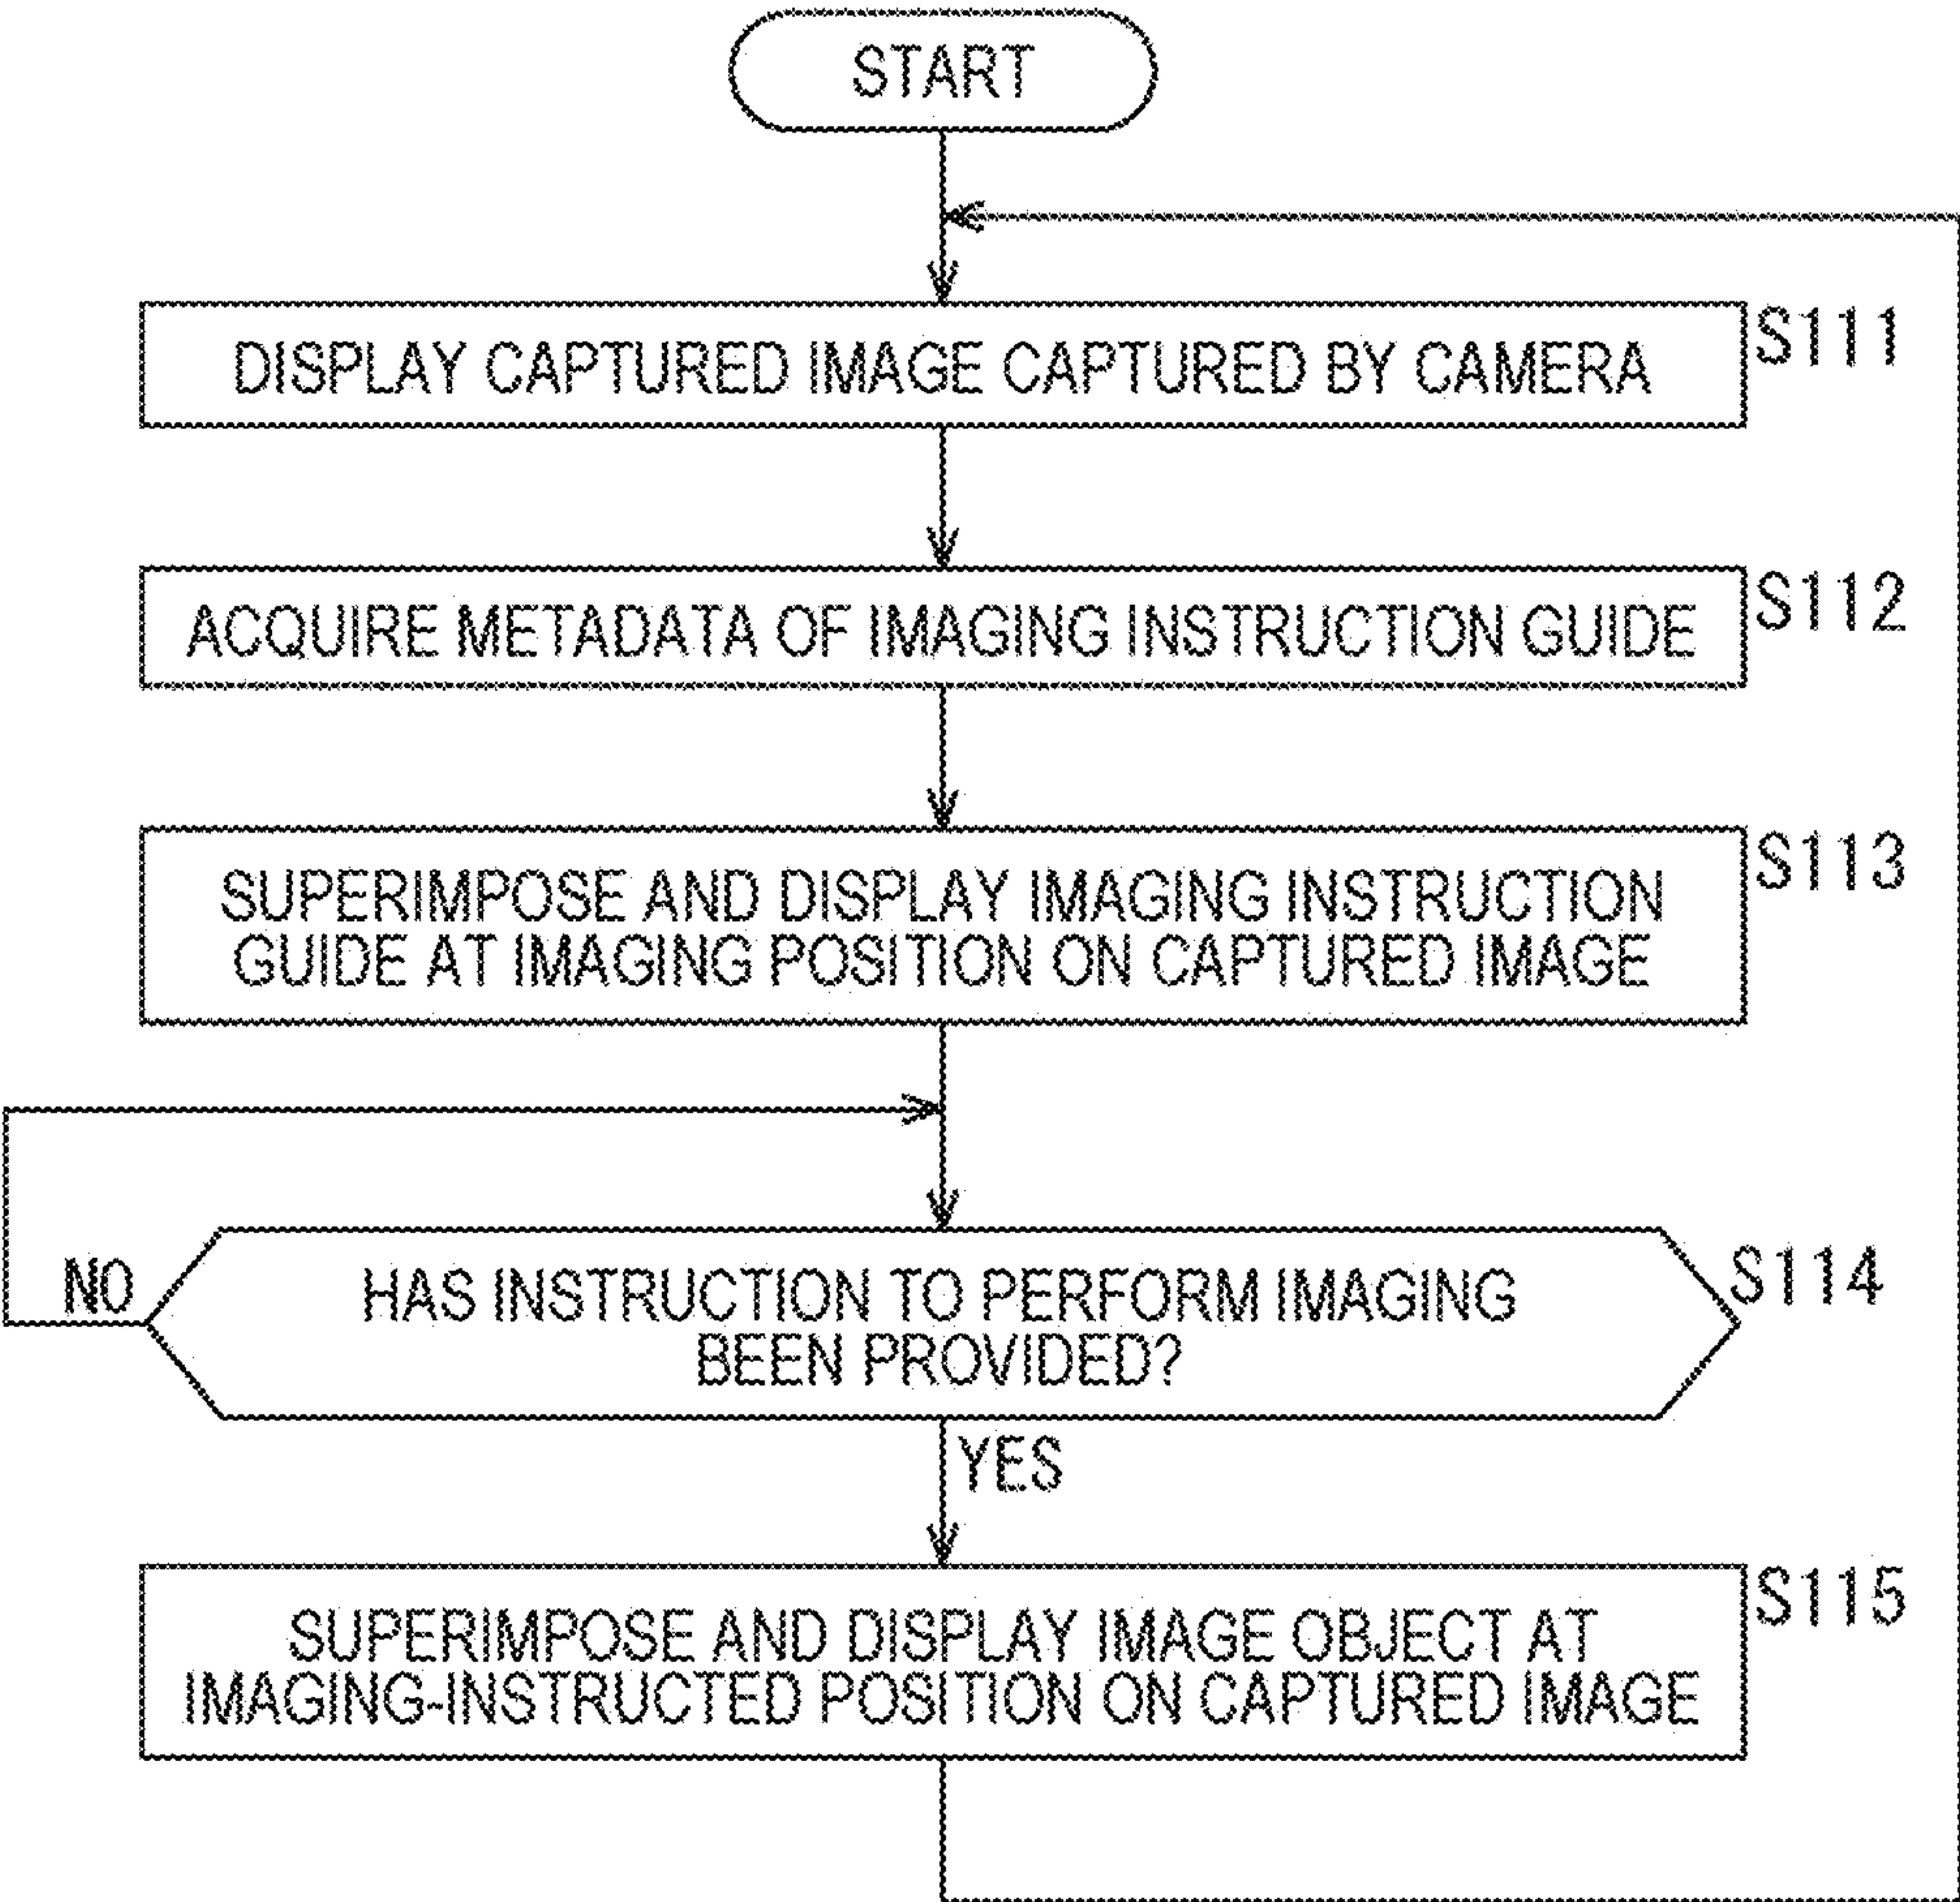 START
DISPLAY CAPTURED IMAGE CAPTURED BY CAMERA
S111
ACQUIRE METADATA OF IMAGING INSTRUCTION GUIDE
S112
SUPERIMPOSE AND DISPLAY IMAGING INSTRUCTION
GUIDE AT IMAGING POSITION ON CAPTURED IMAGE
S113
HAS INSTRUCTION TO PERFORM IMAGING
BEEN PROVIDED?
S114
NO
YES
SUPERIMPOSE AND DISPLAY IMAGE OBJECT AT
IMAGING-INSTRUCTED POSITION ON CAPTURED IMAGE
S115